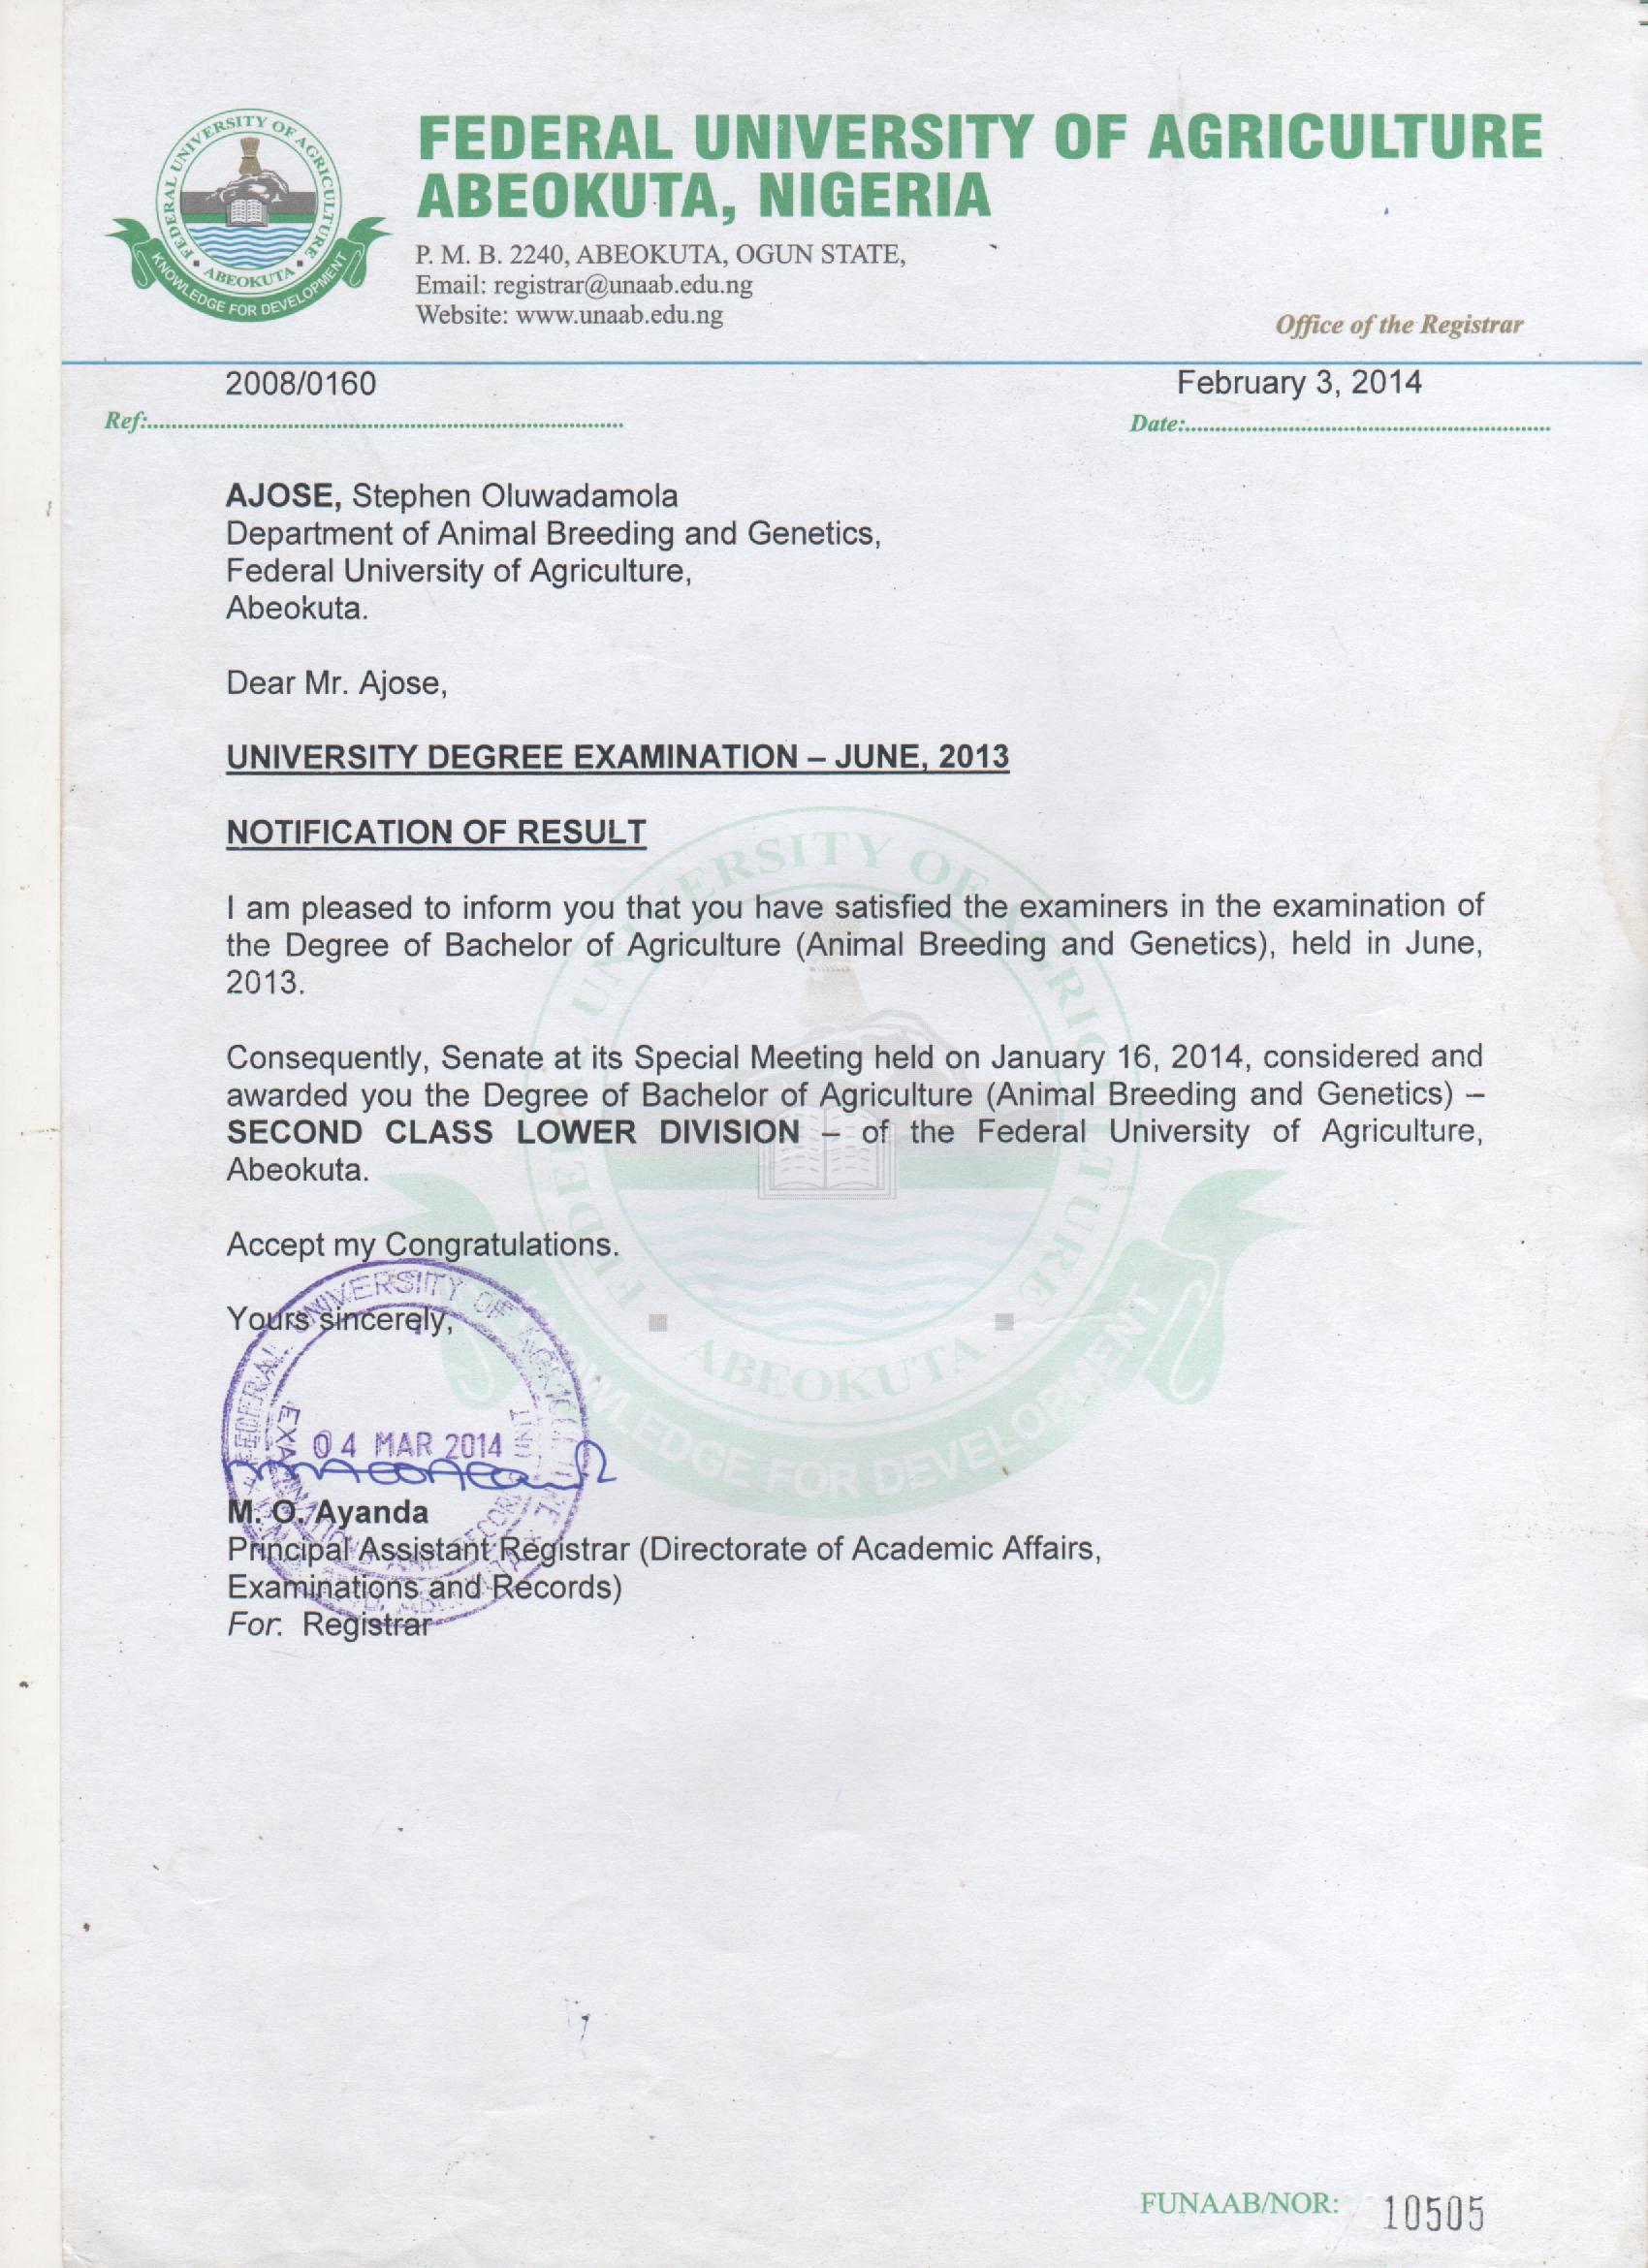 FEDERAL UNIVERSITY OF AGRICULTURE
ABEOKUTA
KNOWLEDGE FOR DEVELOPMENT
FEDERAL UNIVERSITY OF AGRICULTURE
ABEOKUTA, NIGERIA
P. M. B. 2240, ABEOKUTA, OGUN STATE,
Email: registrar@unaab.edu.ng
Website: www.unaab.edu.ng
Office of the Registrar
2008/0160
February 3, 2014
Ref:
Date:
AJOSE, Stephen Oluwadamola
Department of Animal Breeding and Genetics,
Federal University of Agriculture,
Abeokuta.
Dear Mr. Ajose,
UNIVERSITY DEGREE EXAMINATION – JUNE, 2013
NOTIFICATION OF RESULT
I am pleased to inform you that you have satisfied the examiners in the examination of
the Degree of Bachelor of Agriculture (Animal Breeding and Genetics), held in June,
2013.
Consequently, Senate at its Special Meeting held on January 16, 2014, considered and
awarded you the Degree of Bachelor of Agriculture (Animal Breeding and Genetics) –
SECOND CLASS LOWER DIVISION – of the Federal University of Agriculture,
Abeokuta.
Accept my Congratulations.
Yours sincerely,
FEDERAL UNIVERSITY OF AGRICULTURE
EXAMINATIONS AND RECORDS UNIT
04 MAR 2014
M. O. Ayanda
Principal Assistant Registrar (Directorate of Academic Affairs,
Examinations and Records)
For: Registrar
FEDERAL UNIVERSITY OF AGRICULTURE
ABEOKUTA
KNOWLEDGE FOR DEVELOPMENT
FUNAAB/NOR: 10505